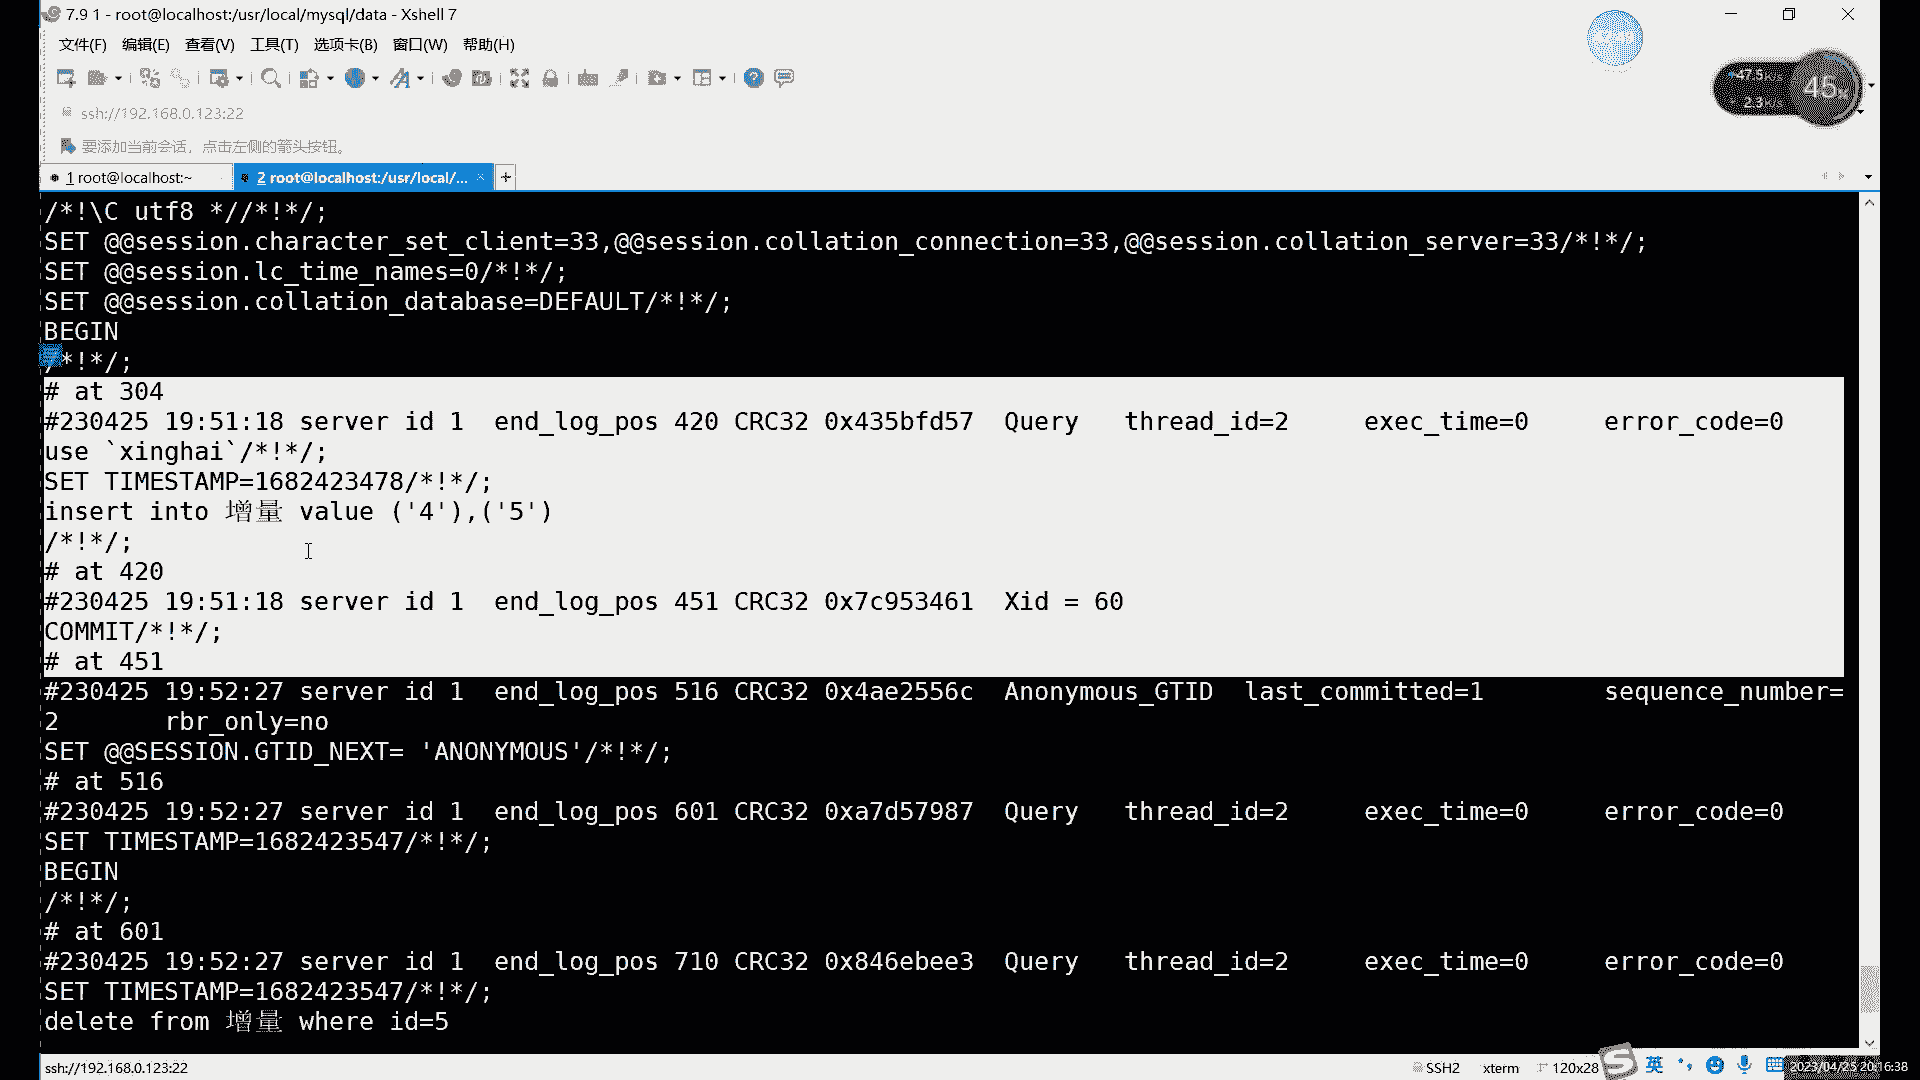 7.9 1 - root@localhost:/usr/local/mysql/data - Xshell 7
文件(F) 编辑(E) 查看(V) 工具(T) 选项卡(B) 窗口(W) 帮助(H)
47.5K/s
2.3K/s
45%
ssh://192.168.0.123:22
要添加当前会话，点击左侧的箭头按钮。
1 root@localhost:~ 2 root@localhost:/usr/local/... × +
/*!\C utf8 *//*!*/;
SET @@session.character_set_client=33,@@session.collation_connection=33,@@session.collation_server=33/*!*/;
SET @@session.lc_time_names=0/*!*/;
SET @@session.collation_database=DEFAULT/*!*/;
BEGIN
/*!*/;
# at 304
#230425 19:51:18 server id 1  end_log_pos 420 CRC32 0x435bfd57  Query   thread_id=2     exec_time=0     error_code=0
use `xinghai`/*!*/;
SET TIMESTAMP=1682423478/*!*/;
insert into 增量 value ('4'),('5')
/*!*/;
# at 420
#230425 19:51:18 server id 1  end_log_pos 451 CRC32 0x7c953461  Xid = 60
COMMIT/*!*/;
# at 451
#230425 19:52:27 server id 1  end_log_pos 516 CRC32 0x4ae2556c  Anonymous_GTID  last_committed=1        sequence_number=
2       rbr_only=no
SET @@SESSION.GTID_NEXT= 'ANONYMOUS'/*!*/;
# at 516
#230425 19:52:27 server id 1  end_log_pos 601 CRC32 0xa7d57987  Query   thread_id=2     exec_time=0     error_code=0
SET TIMESTAMP=1682423547/*!*/;
BEGIN
/*!*/;
# at 601
#230425 19:52:27 server id 1  end_log_pos 710 CRC32 0x846ebee3  Query   thread_id=2     exec_time=0     error_code=0
SET TIMESTAMP=1682423547/*!*/;
delete from 增量 where id=5
ssh://192.168.0.123:22 SSH2 xterm 120x28 英 2023/04/25 20:16:38